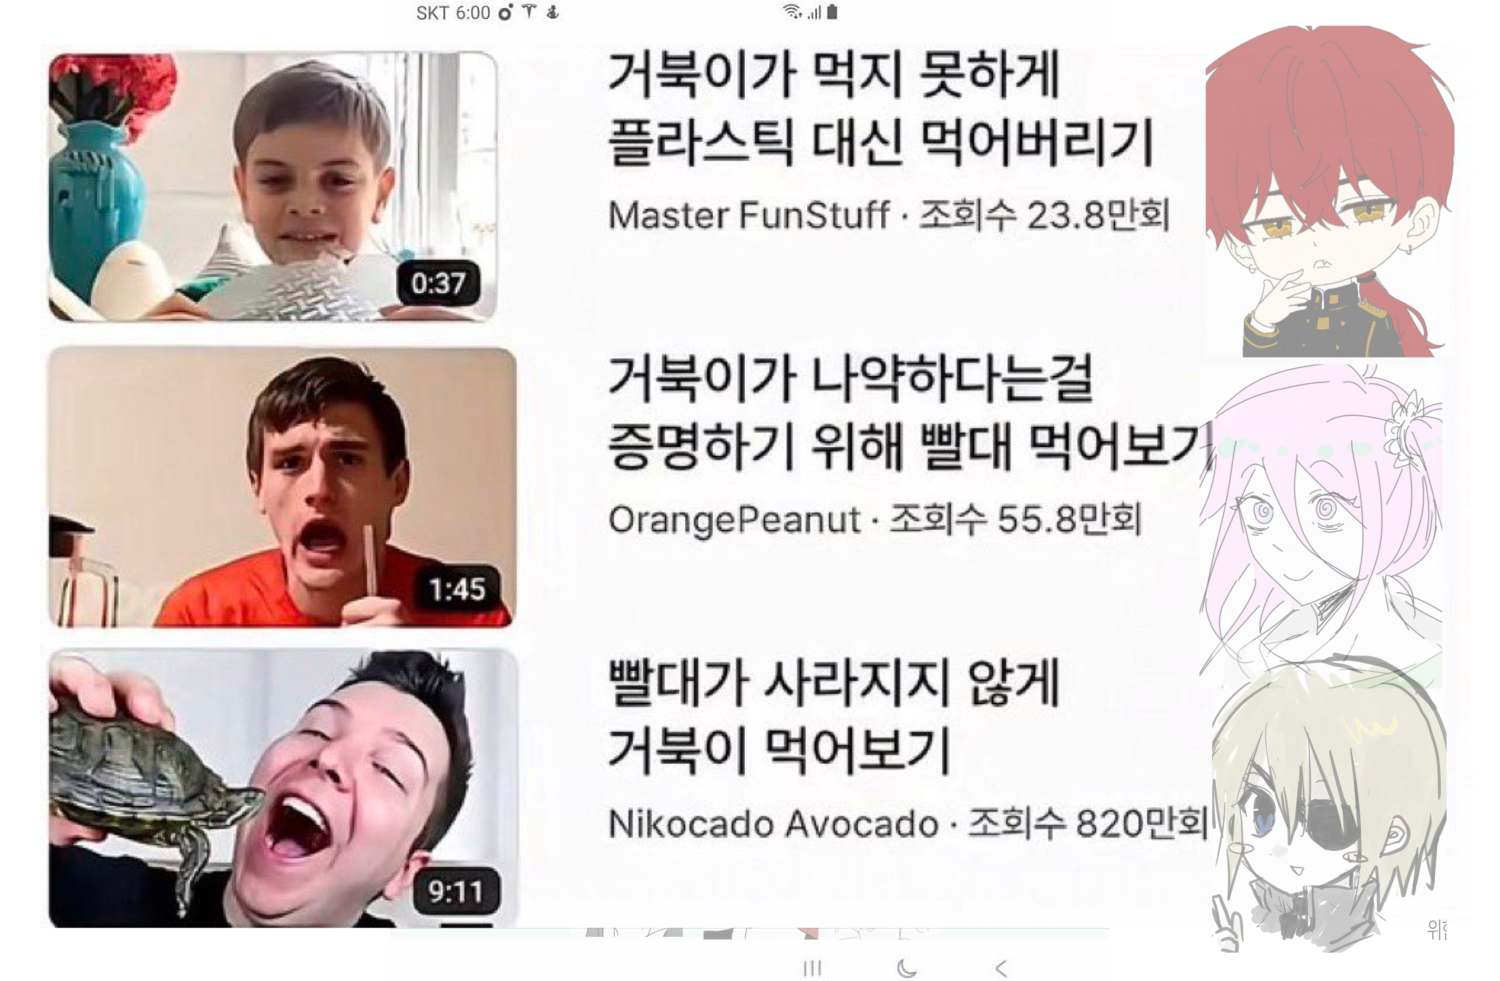 SKT 6:00
거북이가 먹지 못하게
플라스틱 대신 먹어버리기
Master FunStuff · 조회수 23.8만회
0:37
거북이가 나약하다는걸
증명하기 위해 빨대 먹어보기
OrangePeanut · 조회수 55.8만회
1:45
빨대가 사라지지 않게
거북이 먹어보기
Nikocado Avocado · 조회수 820만회
9:11